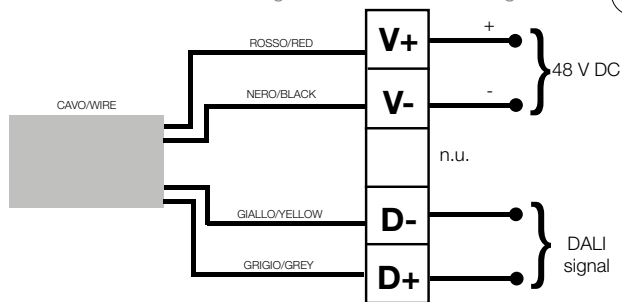 ROSSO/RED
V+
+
48 V DC
NERO/BLACK
V-
-
CAVO/WIRE
n.u.
GIALLO/YELLOW
D-
DALI
signal
GRIGIO/GREY
D+